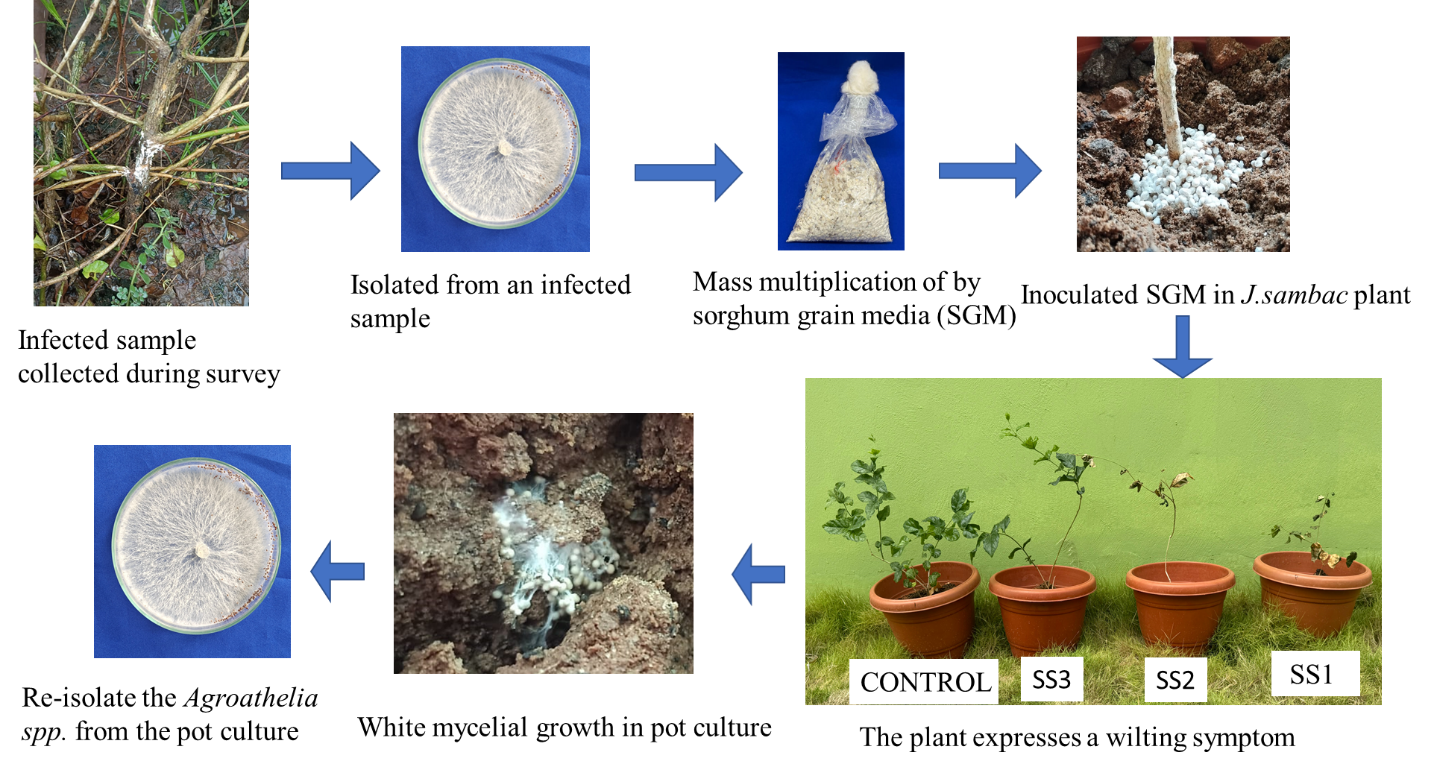 Infected sample
collected during survey
Isolated from an infected
sample
Mass multiplication of by
sorghum grain media (SGM)
Inoculated SGM in J.sambac plant
CONTROL
SS3
SS2
SS1
The plant expresses a wilting symptom
White mycelial growth in pot culture
Re-isolate the Agroathelia
spp. from the pot culture